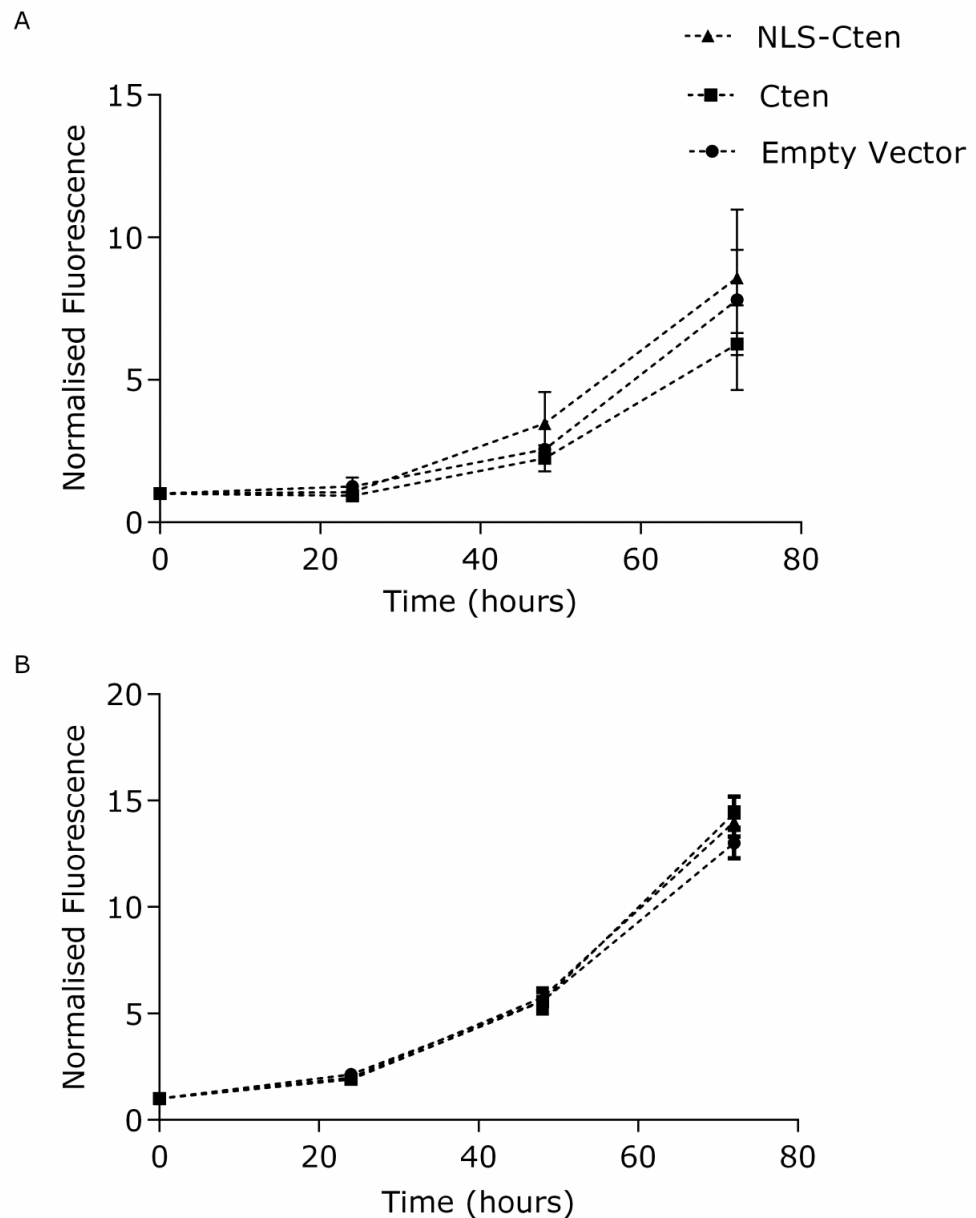 A
NLS-Cten
Cten
Empty Vector
15
10
5
0
Normalised Fluorescence
0 20 40 60 80
Time (hours)
B
20
15
10
5
0
Normalised Fluorescence
0 20 40 60 80
Time (hours)